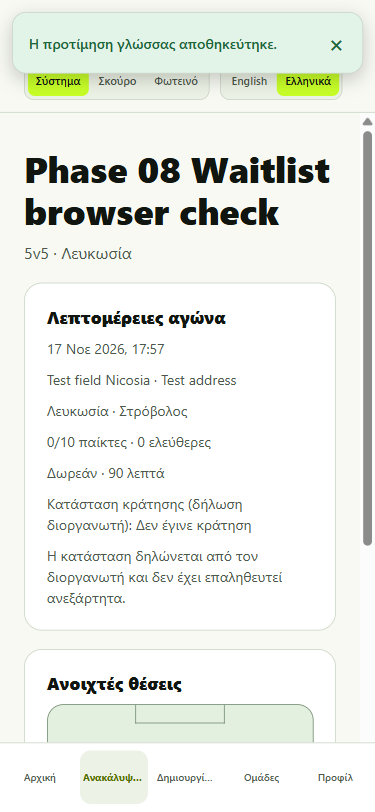 Η προτίμηση γλώσσας αποθηκεύτηκε.
Σύστημα Σκούρο Φωτεινό English Ελληνικά
Phase 08 Waitlist
browser check
5v5 · Λευκωσία
Λεπτομέρειες αγώνα
17 Νοε 2026, 17:57
Test field Nicosia · Test address
Λευκωσία · Στρόβολος
0/10 παίκτες · 0 ελεύθερες
Δωρεάν · 90 λεπτά
Κατάσταση κράτησης (δήλωση
διοργανωτή): Δεν έγινε κράτηση
Η κατάσταση δηλώνεται από τον
διοργανωτή και δεν έχει επαληθευτεί
ανεξάρτητα.
Ανοιχτές θέσεις
Αρχική Ανακάλυψ... Δημιουργί... Ομάδες Προφίλ